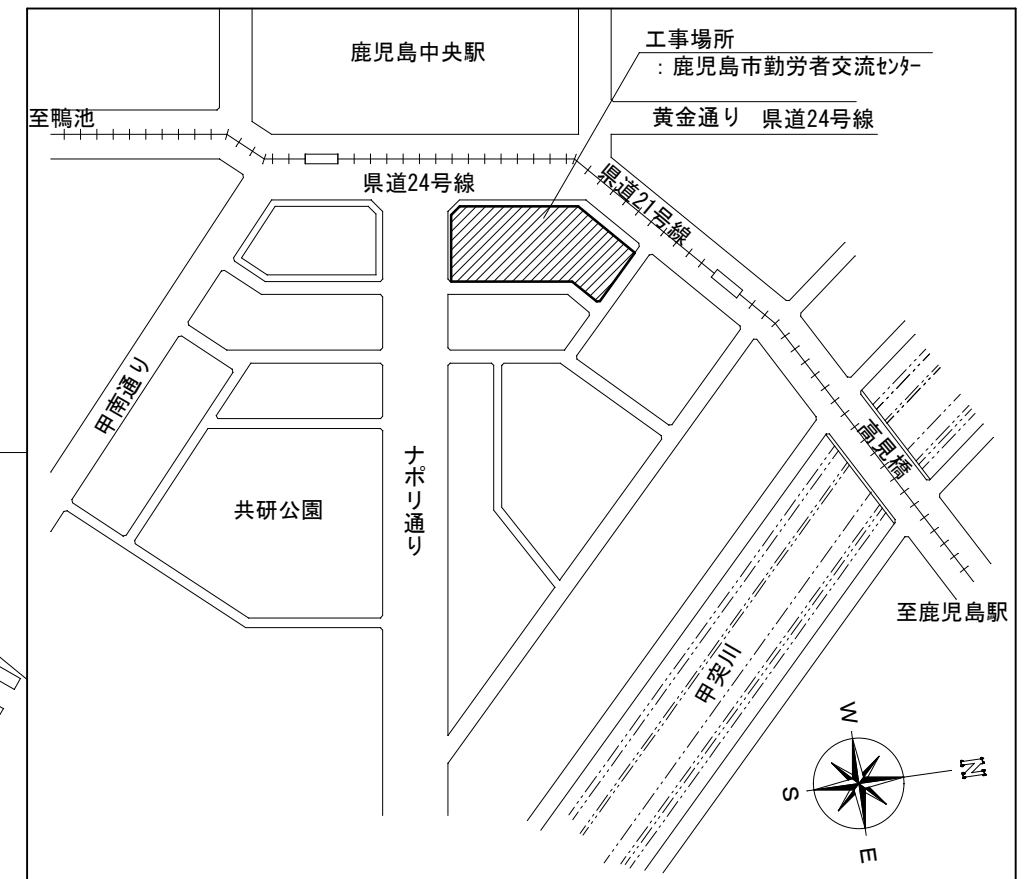 鹿児島中央駅
工事場所
：鹿児島市勤労者交流ｾﾝﾀｰ
至鴨池
黄金通り 県道24号線
県道24号線
県道21号線
甲南通り
ナポリ通り
高見橋
共研公園
至鹿児島駅
甲突川
W
N
S
E